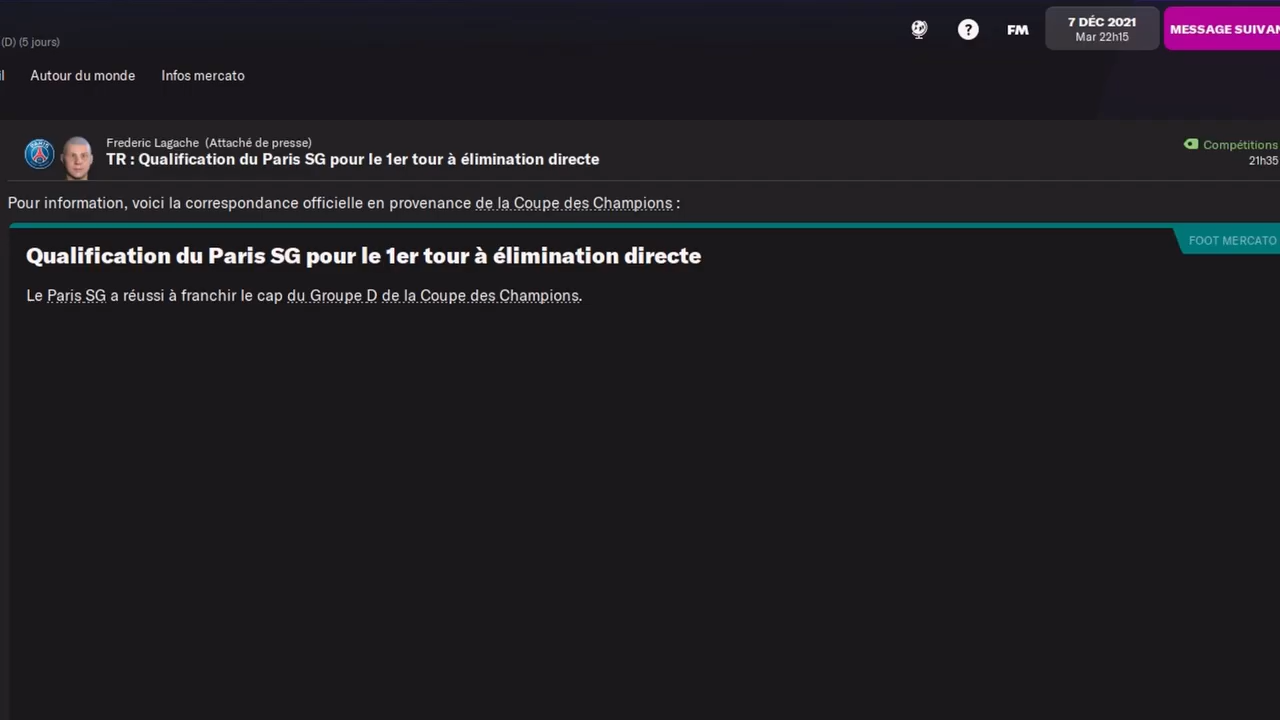 (D) (5 jours)
?
FM
7 DÉC 2021
Mar 22h15
MESSAGE SUIVAN
il
Autour du monde
Infos mercato
Frederic Lagache (Attaché de presse)
TR : Qualification du Paris SG pour le 1er tour à élimination directe
Compétitions
21h35
Pour information, voici la correspondance officielle en provenance de la Coupe des Champions :
FOOT MERCATO
Qualification du Paris SG pour le 1er tour à élimination directe
Le Paris SG a réussi à franchir le cap du Groupe D de la Coupe des Champions.